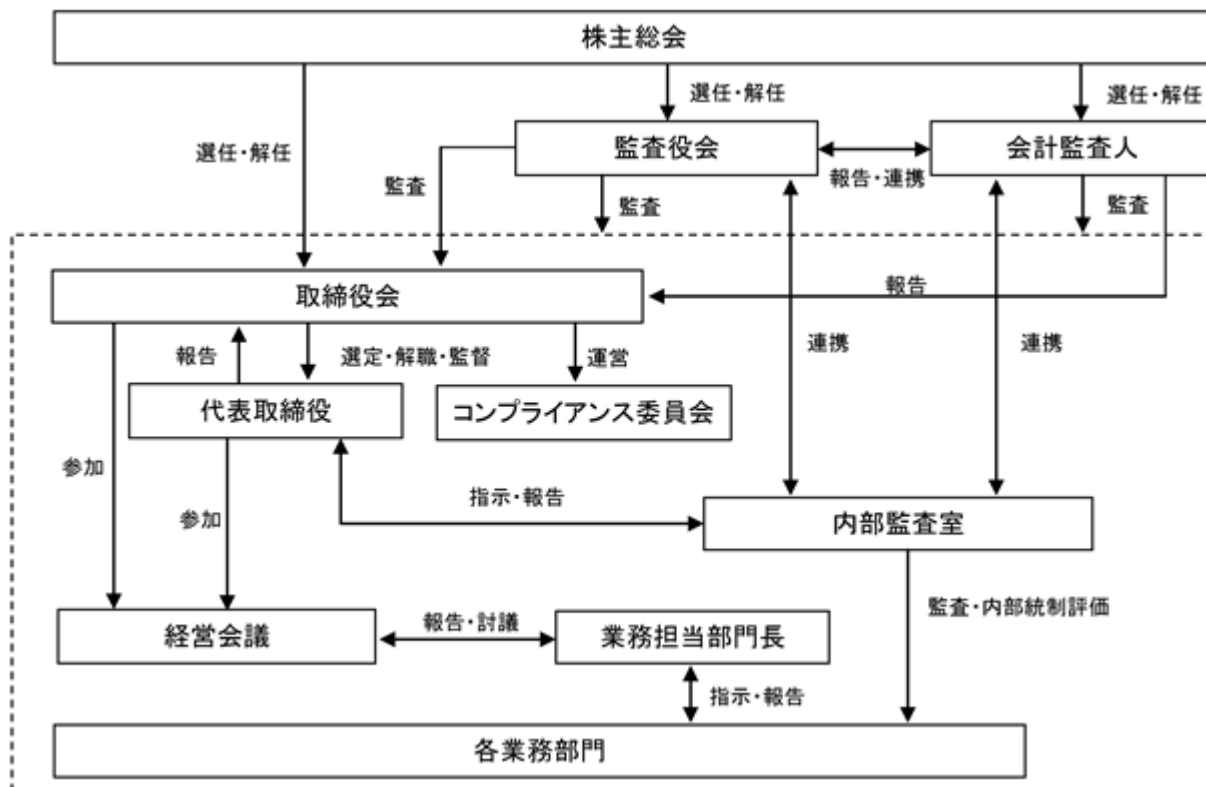 株主総会
選任・解任
選任・解任
選任・解任
監査役会
会計監査人
報告・連携
監査
監査
監査
取締役会
報告
報告
選定・解職・監督
運営
連携
連携
代表取締役
コンプライアンス委員会
参加
参加
指示・報告
内部監査室
監査・内部統制評価
経営会議
報告・討議
業務担当部門長
指示・報告
各業務部門